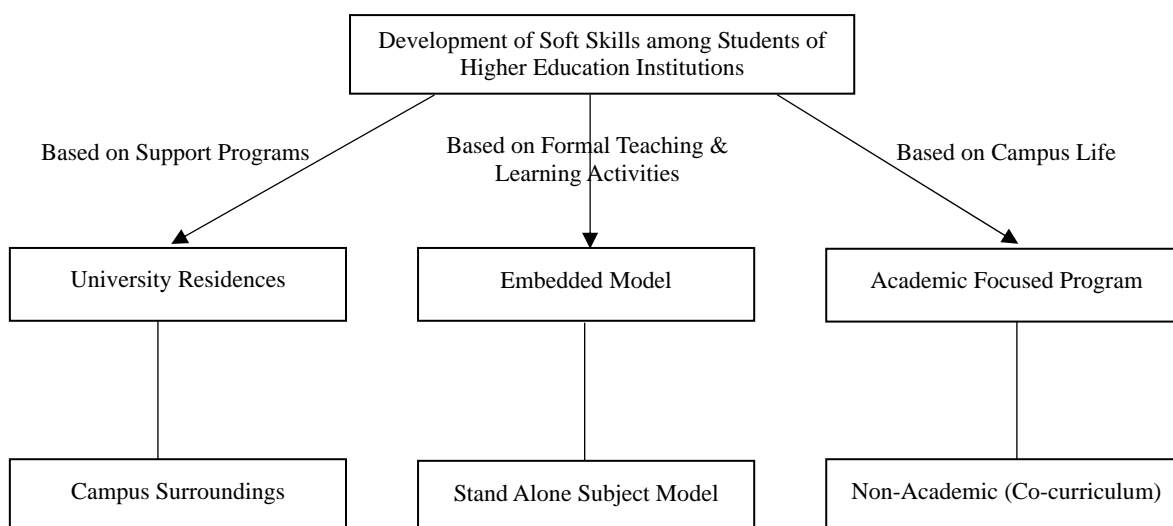 Development of Soft Skills among Students of
Higher Education Institutions
Based on Support Programs
Based on Formal Teaching &
Learning Activities
Based on Campus Life
University Residences
Embedded Model
Academic Focused Program
Campus Surroundings
Stand Alone Subject Model
Non-Academic (Co-curriculum)